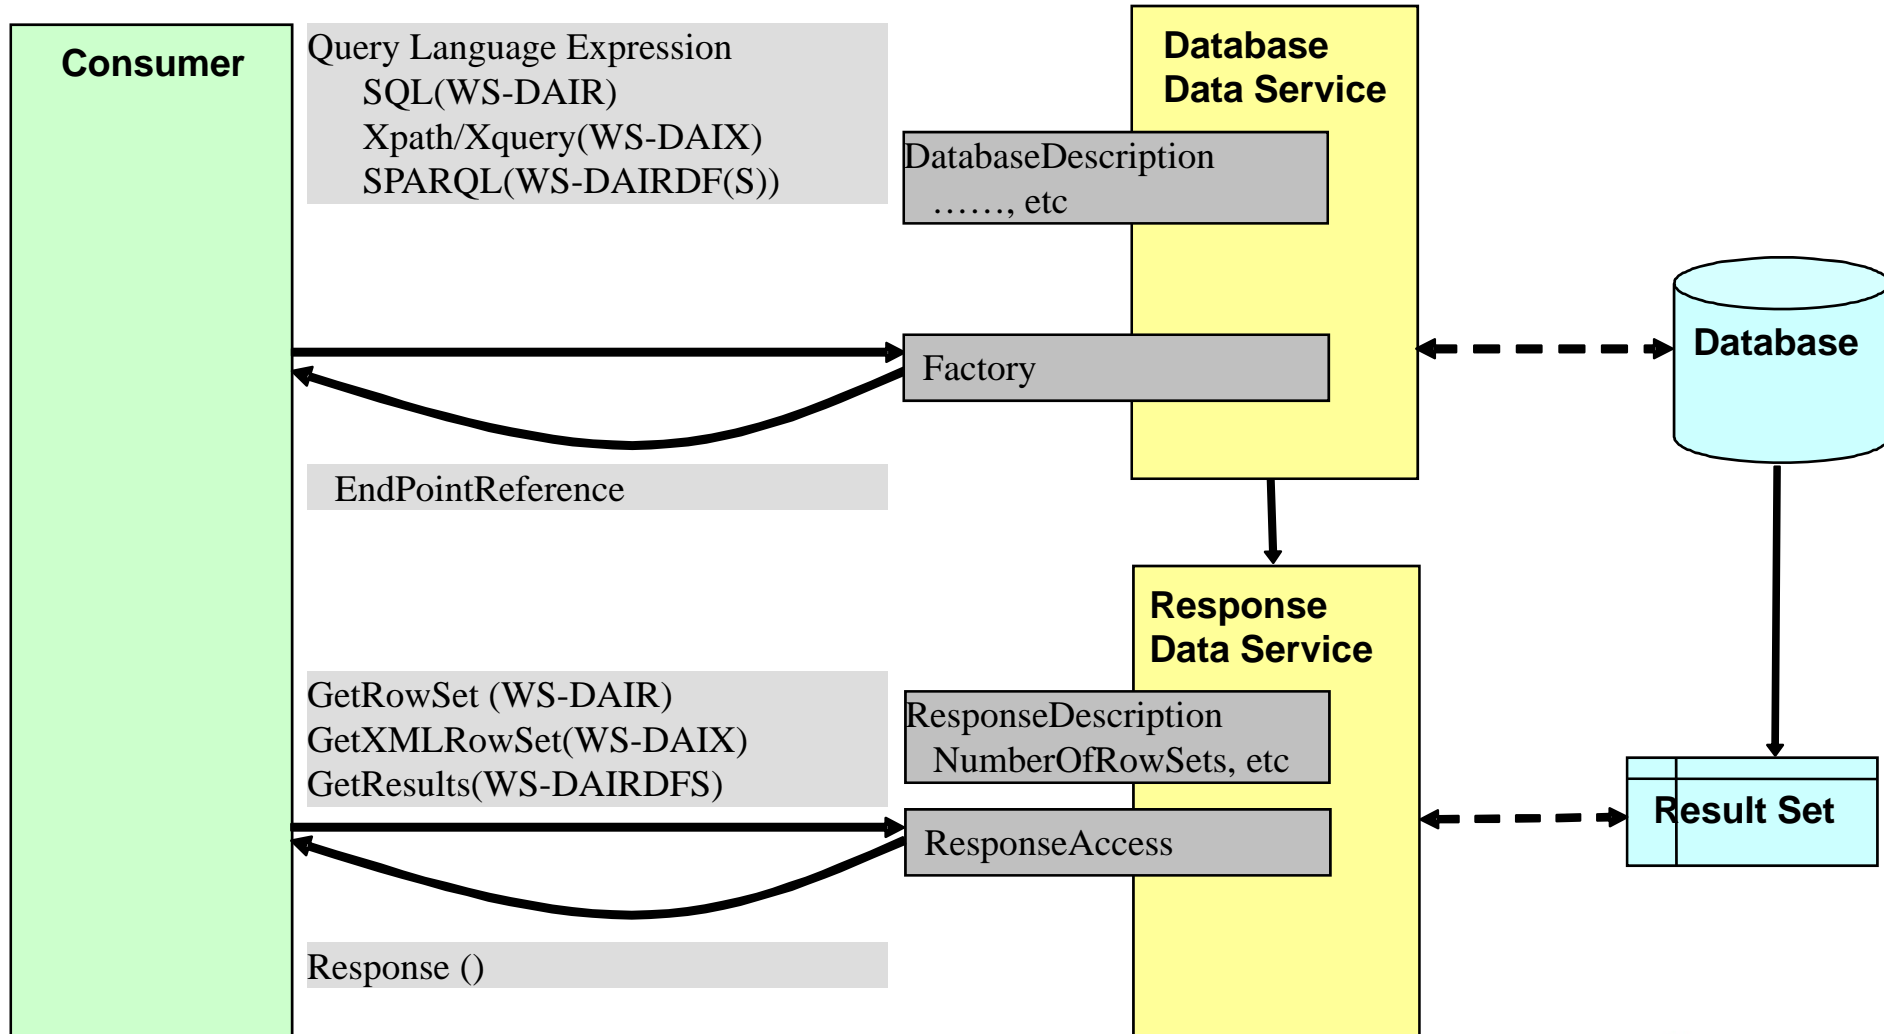 Consumer
Query Language Expression
SQL(WS-DAIR)
Xpath/Xquery(WS-DAIX)
SPARQL(WS-DAIRDF(S))
Database
Data Service
DatabaseDescription
……, etc
Factory
Database
EndPointReference
Response
Data Service
GetRowSet (WS-DAIR)
GetXMLRowSet(WS-DAIX)
GetResults(WS-DAIRDFS)
ResponseDescription
NumberOfRowSets, etc
ResponseAccess
Result Set
Response ()